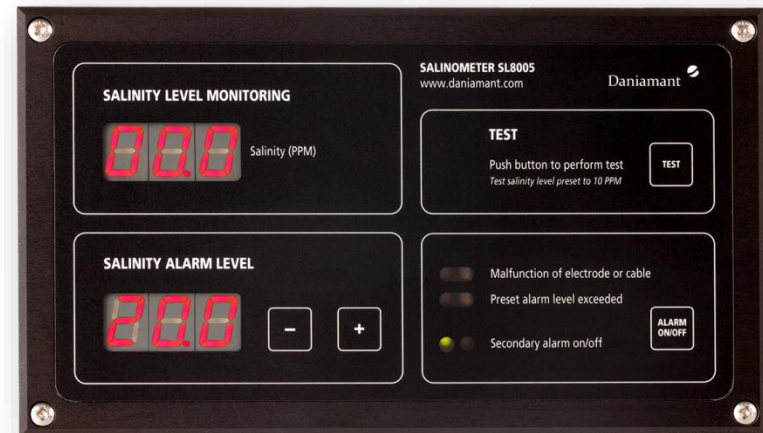 SALINOMETER SL8005
www.daniamant.com
Daniamant
SALINITY LEVEL MONITORING
00.0
Salinity (PPM)
TEST
Push button to perform test
Test salinity level preset to 10 PPM
TEST
SALINITY ALARM LEVEL
20.0
−
+
Malfunction of electrode or cable
Preset alarm level exceeded
Secondary alarm on/off
ALARM
ON/OFF